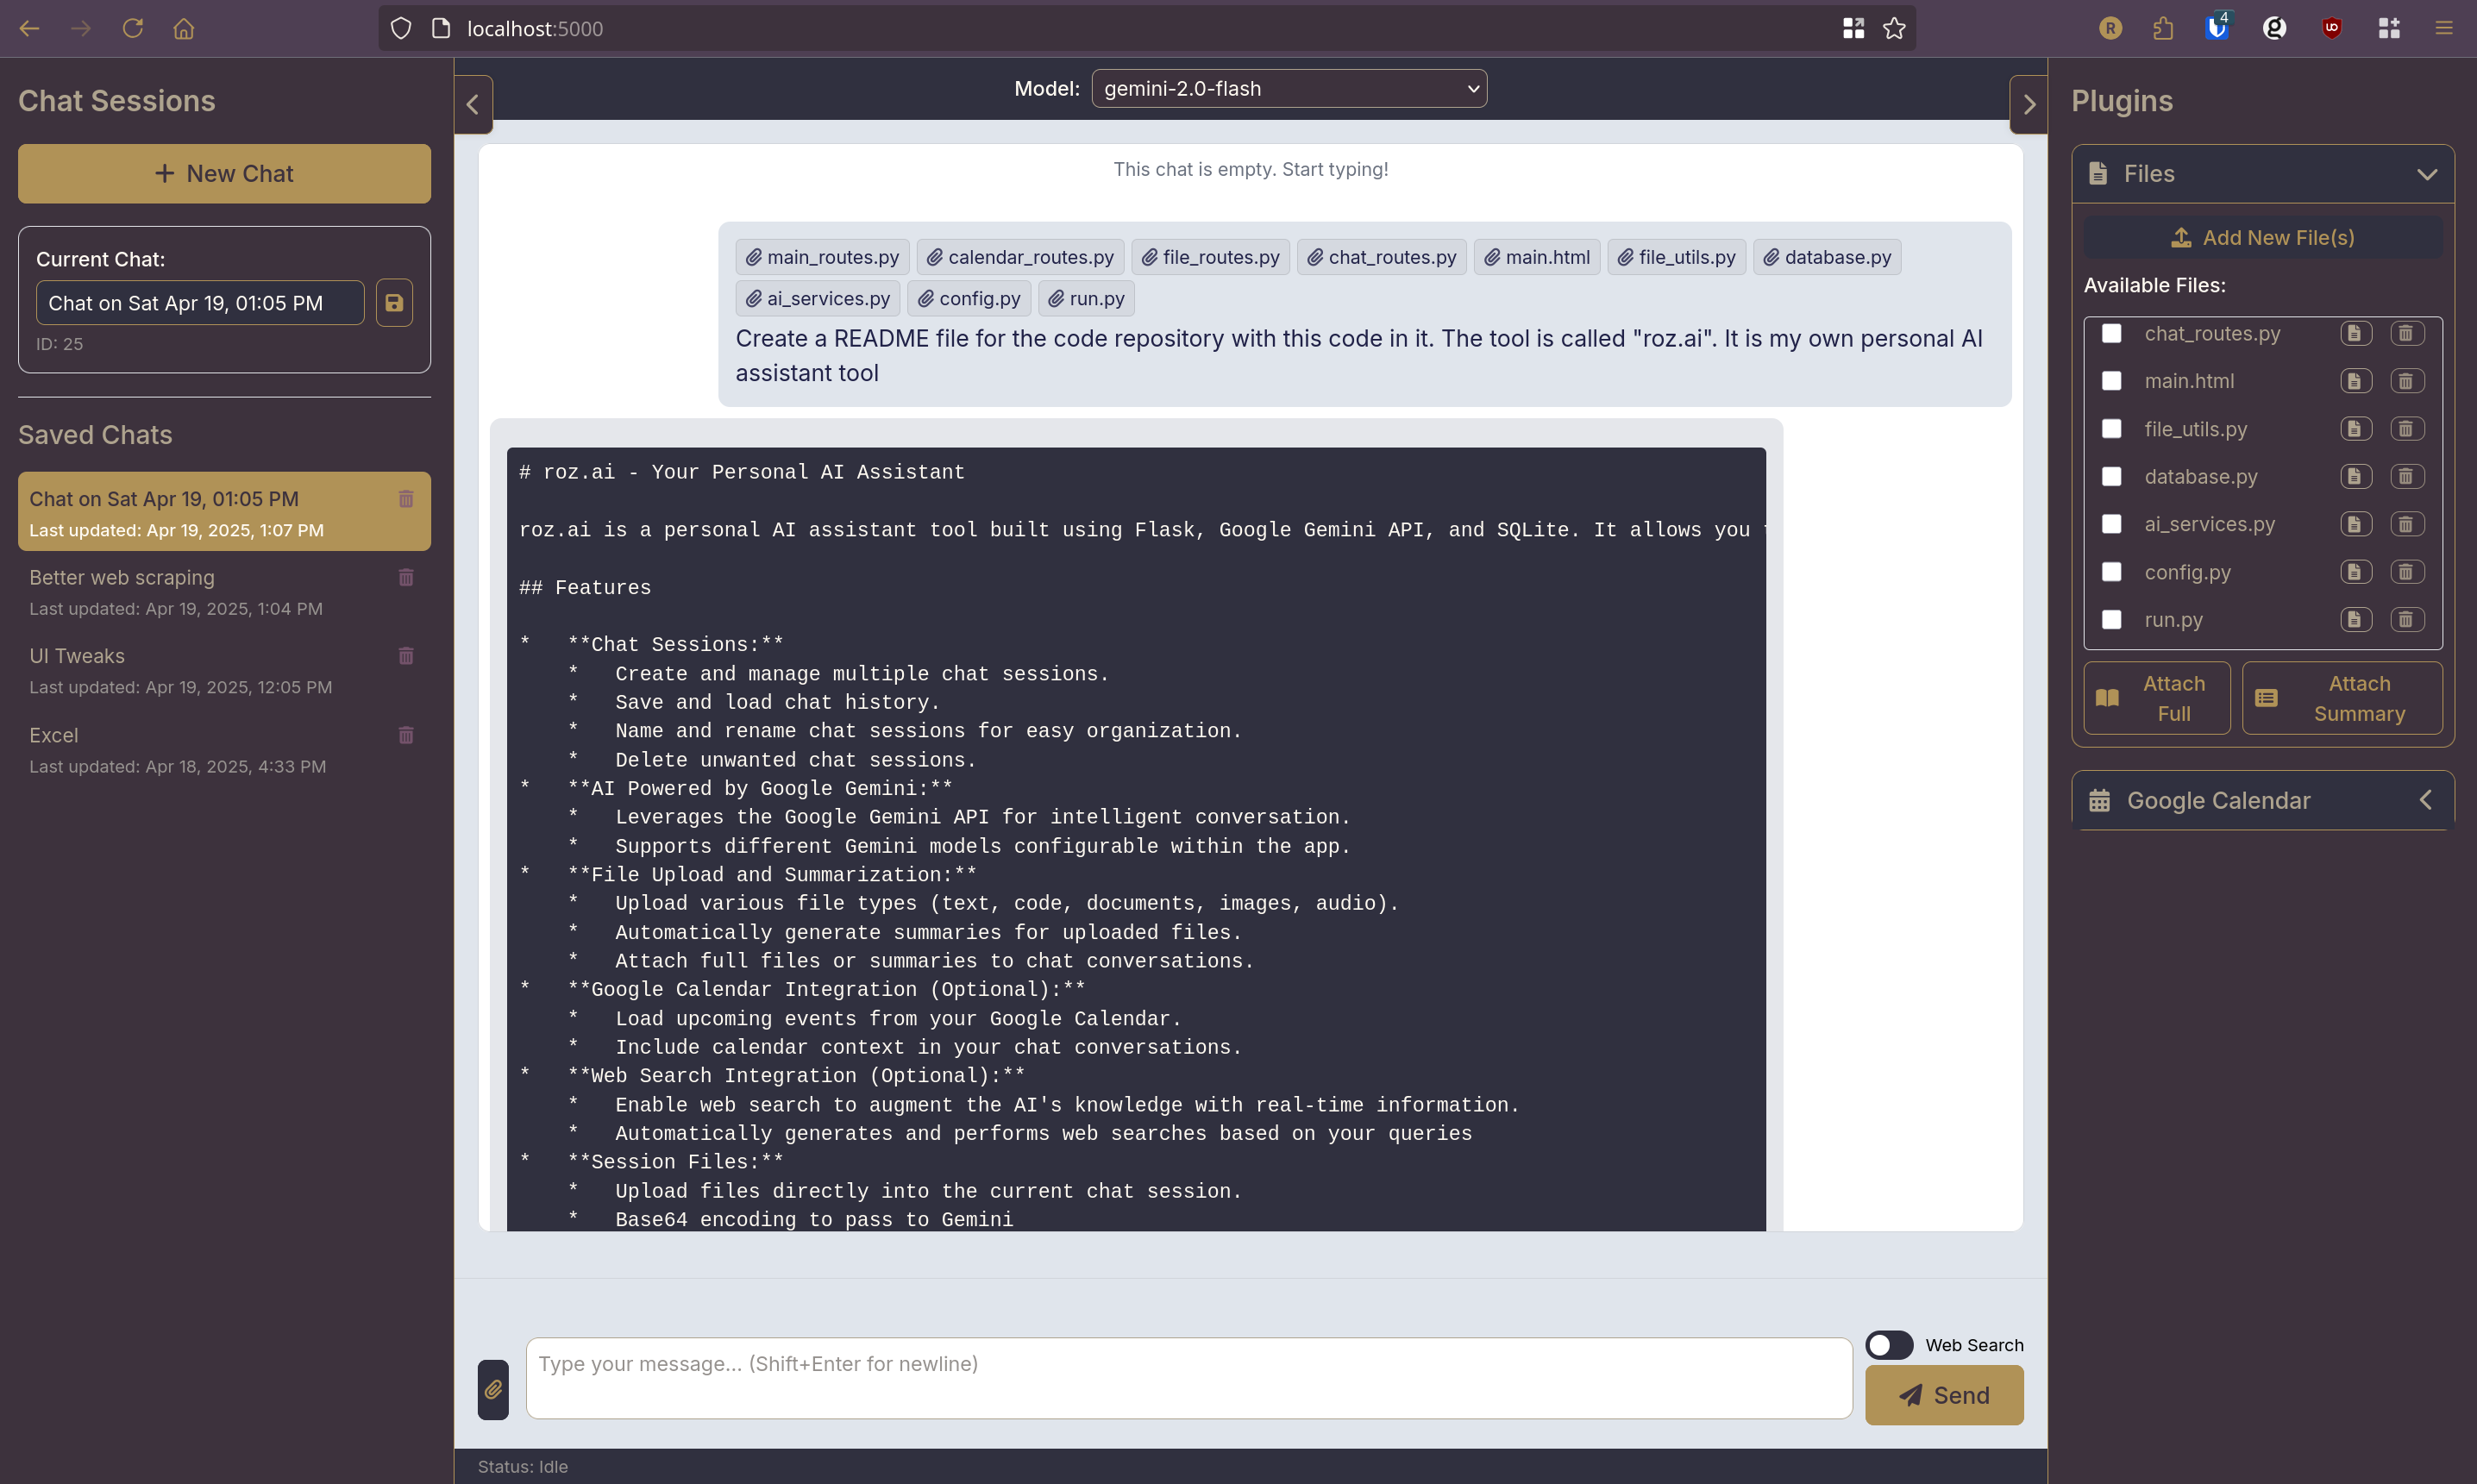 localhost:5000
R
4
Chat Sessions
Model:
gemini-2.0-flash
Plugins
New Chat
Current Chat:
Chat on Sat Apr 19, 01:05 PM
ID: 25
Saved Chats
Chat on Sat Apr 19, 01:05 PM
Last updated: Apr 19, 2025, 1:07 PM
Better web scraping
Last updated: Apr 19, 2025, 1:04 PM
UI Tweaks
Last updated: Apr 19, 2025, 12:05 PM
Excel
Last updated: Apr 18, 2025, 4:33 PM
This chat is empty. Start typing!
main_routes.py calendar_routes.py file_routes.py chat_routes.py main.html file_utils.py database.py
ai_services.py config.py run.py
Create a README file for the code repository with this code in it. The tool is called "roz.ai". It is my own personal AI
assistant tool
# roz.ai - Your Personal AI Assistant
roz.ai is a personal AI assistant tool built using Flask, Google Gemini API, and SQLite. It allows you
## Features
*   **Chat Sessions:**
    *   Create and manage multiple chat sessions.
    *   Save and load chat history.
    *   Name and rename chat sessions for easy organization.
    *   Delete unwanted chat sessions.
*   **AI Powered by Google Gemini:**
    *   Leverages the Google Gemini API for intelligent conversation.
    *   Supports different Gemini models configurable within the app.
*   **File Upload and Summarization:**
    *   Upload various file types (text, code, documents, images, audio).
    *   Automatically generate summaries for uploaded files.
    *   Attach full files or summaries to chat conversations.
*   **Google Calendar Integration (Optional):**
    *   Load upcoming events from your Google Calendar.
    *   Include calendar context in your chat conversations.
*   **Web Search Integration (Optional):**
    *   Enable web search to augment the AI's knowledge with real-time information.
    *   Automatically generates and performs web searches based on your queries
*   **Session Files:**
    *   Upload files directly into the current chat session.
    *   Base64 encoding to pass to Gemini
Type your message... (Shift+Enter for newline)
Web Search
Send
Status: Idle
Files
Add New File(s)
Available Files:
chat_routes.py
main.html
file_utils.py
database.py
ai_services.py
config.py
run.py
Attach
Full
Attach
Summary
Google Calendar